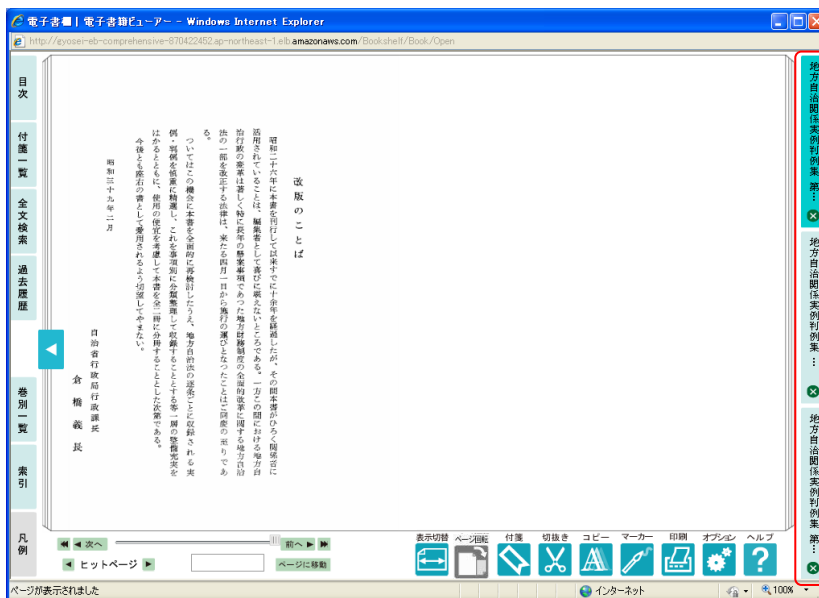 電子書棚 | 電子書籍ビューアー - Windows Internet Explorer
http://gyosei-eb-comprehensive-870422452.ap-northeast-1.elb.amazonaws.com/Bookshelf/Book/Open
目次
付箋一覧
全文検索
過去履歴
巻別一覧
索引
凡例
改版のことば
昭和二十六年に本書を刊行して以来すでに十余年を経過したが、その間本書がひろく関係者に
活用されていることは、編集者として喜びに堪えないところである。一方この間における地方自
治行政の変革は著しく特に長年の懸案事項であつた地方財務制度の全面的改革に関する地方自治
法の一部を改正する法律は、来たる四月一日から施行の運びとなつたことはご同慶の至りであ
る。
ついてはこの機会に本書を全面的に再検討したうえ、地方自治法の逐条ごとに収録される実
例・判例を慎重に精選し、これを事項別に分類整理して収録することとする等一層の整備充実を
はかるとともに、使用の便宜を考慮して本書を全二冊に分冊することとした次第である。
今後とも座右の書として愛用されるよう切望してやまない。
昭和三十九年二月
自治省行政局行政課長
倉橋義長
地方自治関係実例判例集 第…
地方自治関係実例判例集 …
地方自治関係実例判例集 第…
次へ
前へ
ヒットページ
ページに移動
表示切替
ページ回転
付箋
切抜き
コピー
マーカー
印刷
オプション
ヘルプ
ページが表示されました
インターネット
100%